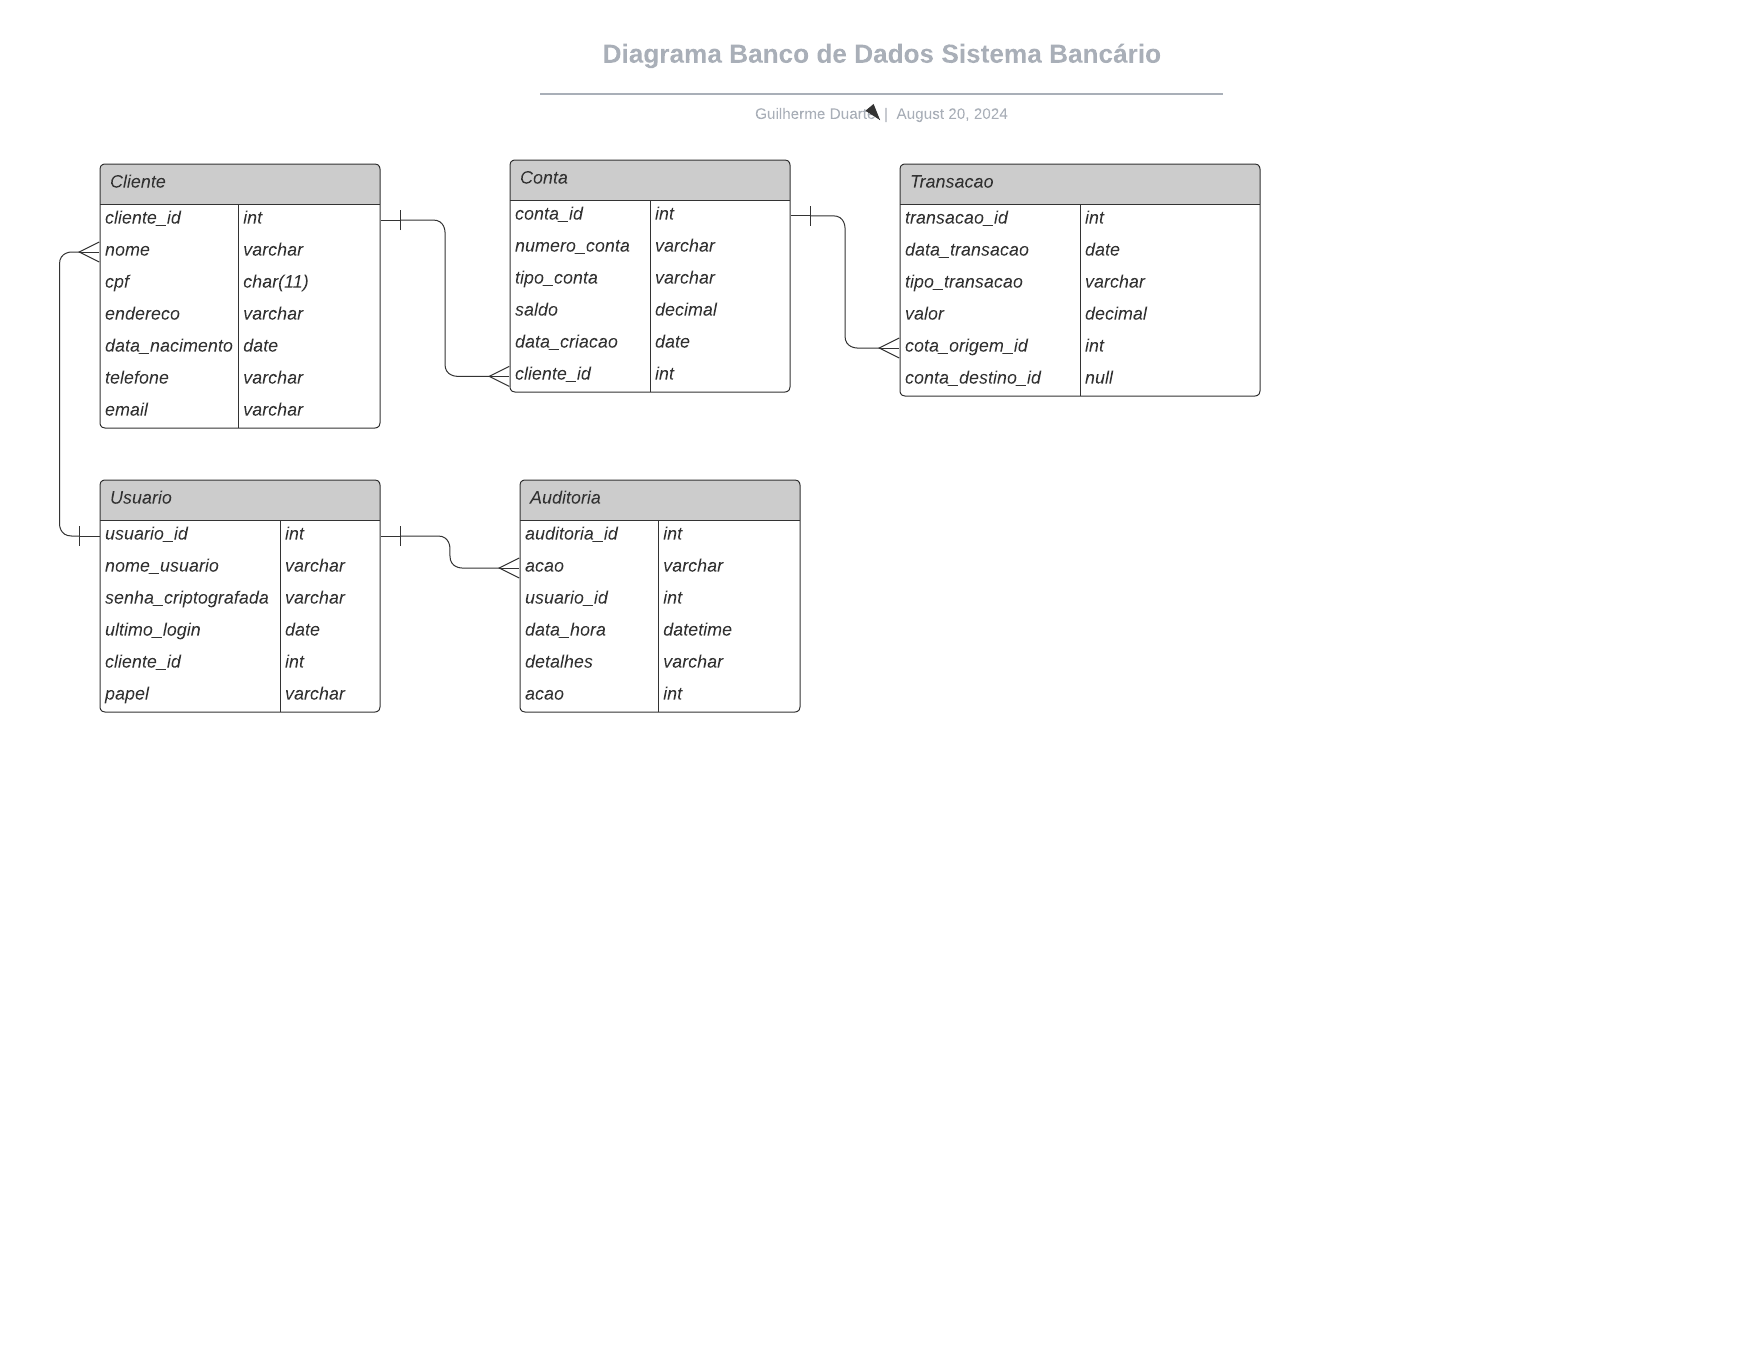 Diagrama Banco de Dados Sistema Bancário
Guilherme Duarte | August 20, 2024
Cliente
cliente_id int
nome varchar
cpf char(11)
endereco varchar
data_nacimento date
telefone varchar
email varchar
Conta
conta_id int
numero_conta varchar
tipo_conta varchar
saldo decimal
data_criacao date
cliente_id int
Transacao
transacao_id int
data_transacao date
tipo_transacao varchar
valor decimal
cota_origem_id int
conta_destino_id null
Usuario
usuario_id int
nome_usuario varchar
senha_criptografada varchar
ultimo_login date
cliente_id int
papel varchar
Auditoria
auditoria_id int
acao varchar
usuario_id int
data_hora datetime
detalhes varchar
acao int